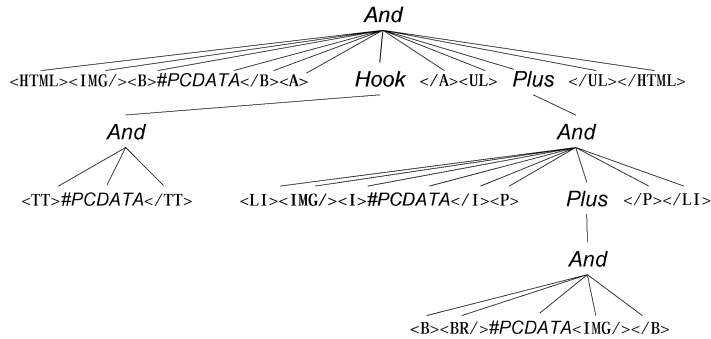 And
<HTML><IMG/><B>#PCDATA</B><A> Hook </A><UL> Plus </UL></HTML>
And And
<TT>#PCDATA</TT> <LI><IMG/><I>#PCDATA</I><P> Plus </P></LI>
And
<B><BR/>#PCDATA<IMG/></B>